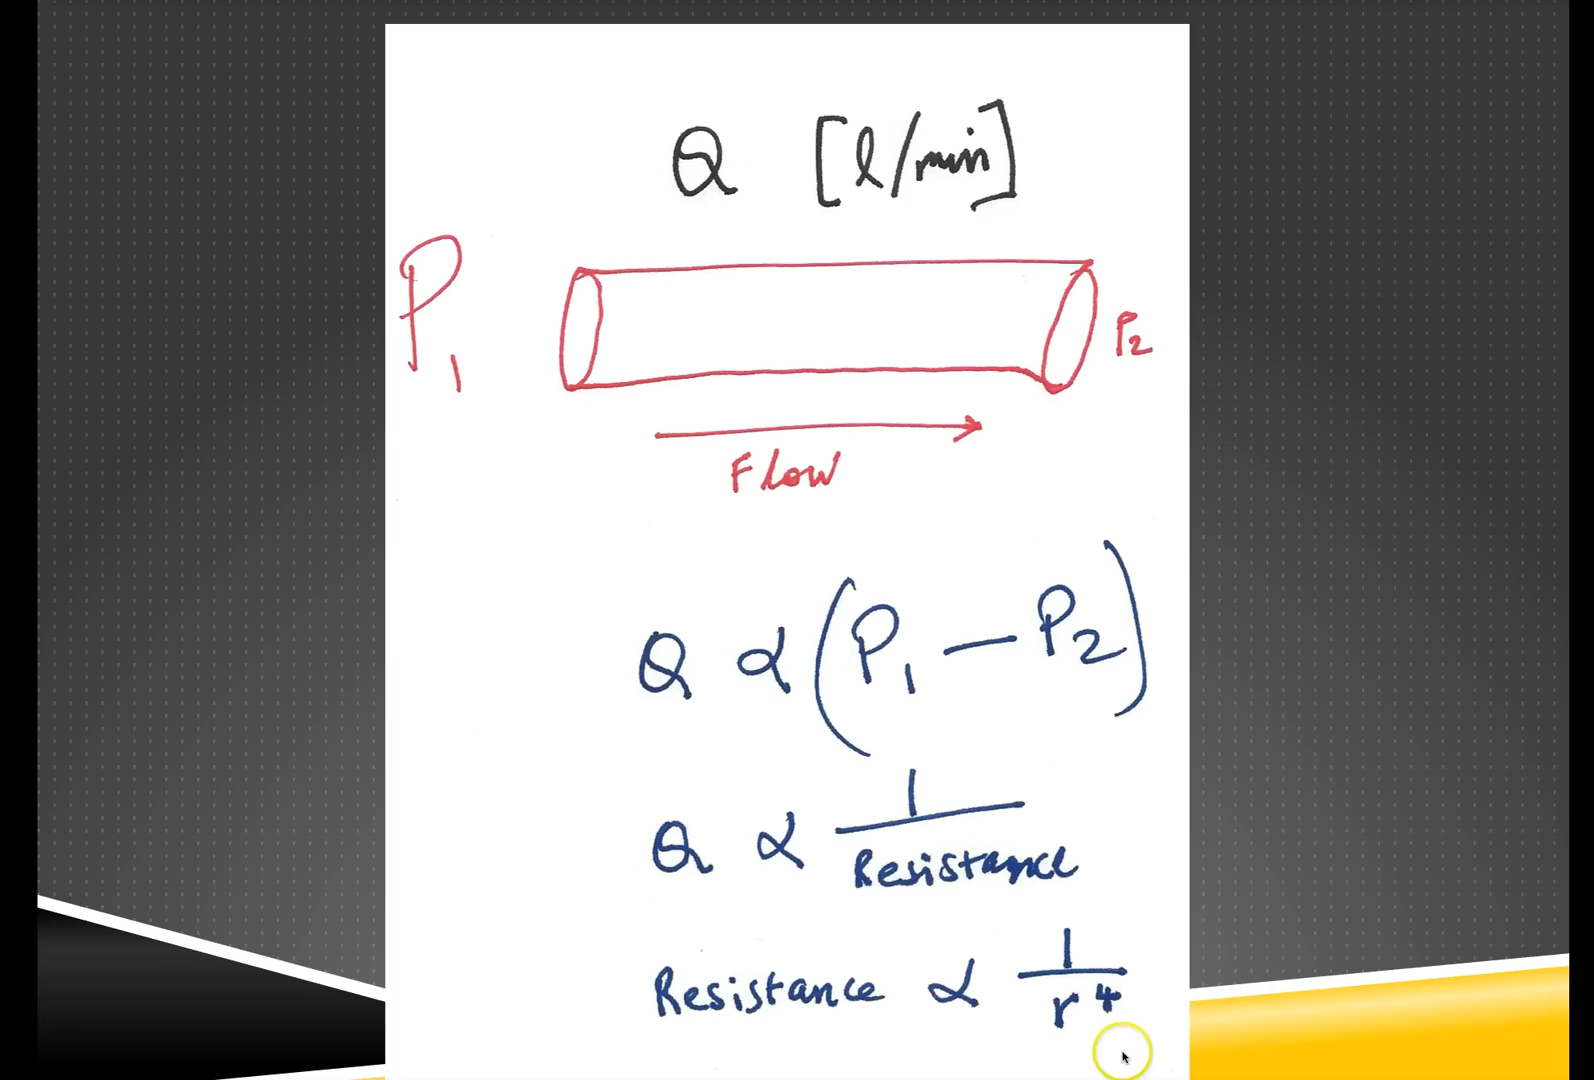 Q [l/min]
P₁
P₂
Flow
Q ∝ (P₁ − P₂)
Q ∝ 1/Resistance
Resistance ∝ 1/r⁴